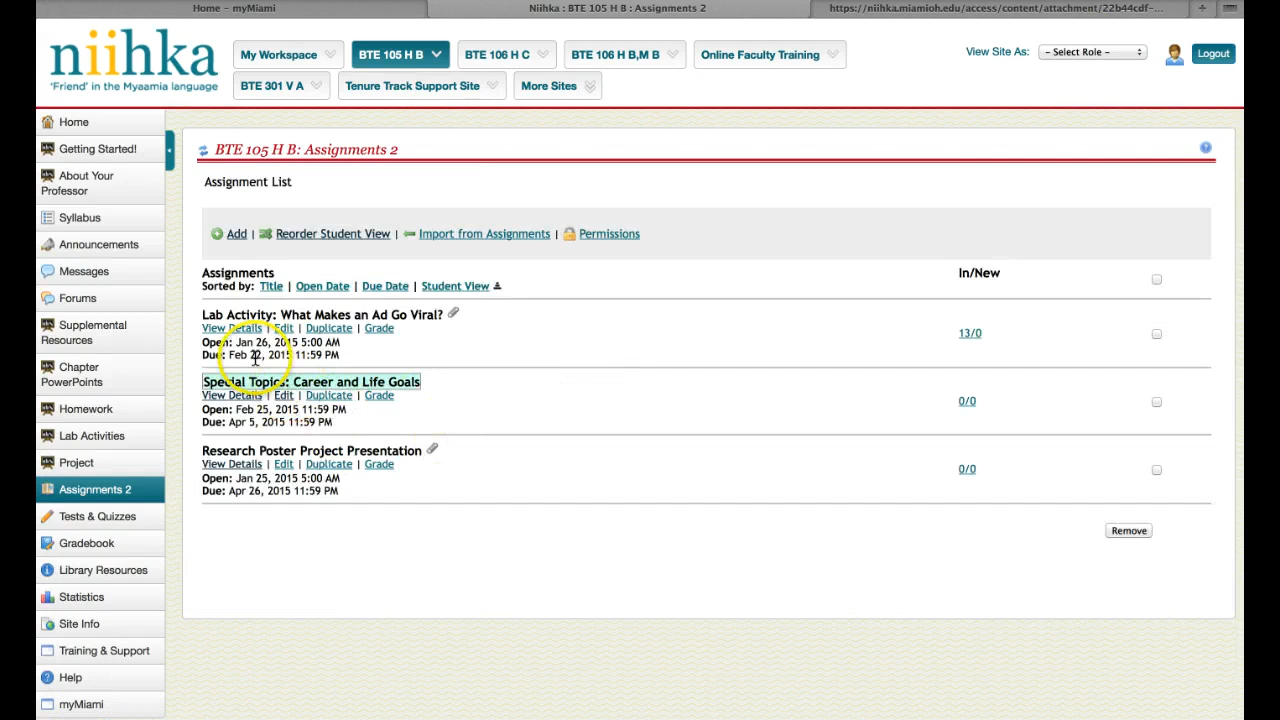 Home - myMiami
Niihka : BTE 105 H B : Assignments 2
https://niihka.miamioh.edu/access/content/attachment/22b44cdf-...
niihka
'Friend' in the Myaamia language
My Workspace
BTE 105 H B
BTE 106 H C
BTE 106 H B,M B
Online Faculty Training
BTE 301 V A
Tenure Track Support Site
More Sites
View Site As:
- Select Role -
Logout
Home
Getting Started!
About Your
Professor
Syllabus
Announcements
Messages
Forums
Supplemental
Resources
Chapter
PowerPoints
Homework
Lab Activities
Project
Assignments 2
Tests & Quizzes
Gradebook
Library Resources
Statistics
Site Info
Training & Support
Help
myMiami
BTE 105 H B: Assignments 2
Assignment List
Add | Reorder Student View | Import from Assignments | Permissions
Assignments
In/New
Sorted by: Title | Open Date | Due Date | Student View
Lab Activity: What Makes an Ad Go Viral?
View Details | Edit | Duplicate | Grade
13/0
Open: Jan 26, 2015 5:00 AM
Due: Feb 22, 2015 11:59 PM
Special Topics: Career and Life Goals
View Details | Edit | Duplicate | Grade
0/0
Open: Feb 25, 2015 11:59 PM
Due: Apr 5, 2015 11:59 PM
Research Poster Project Presentation
View Details | Edit | Duplicate | Grade
0/0
Open: Jan 25, 2015 5:00 AM
Due: Apr 26, 2015 11:59 PM
Remove